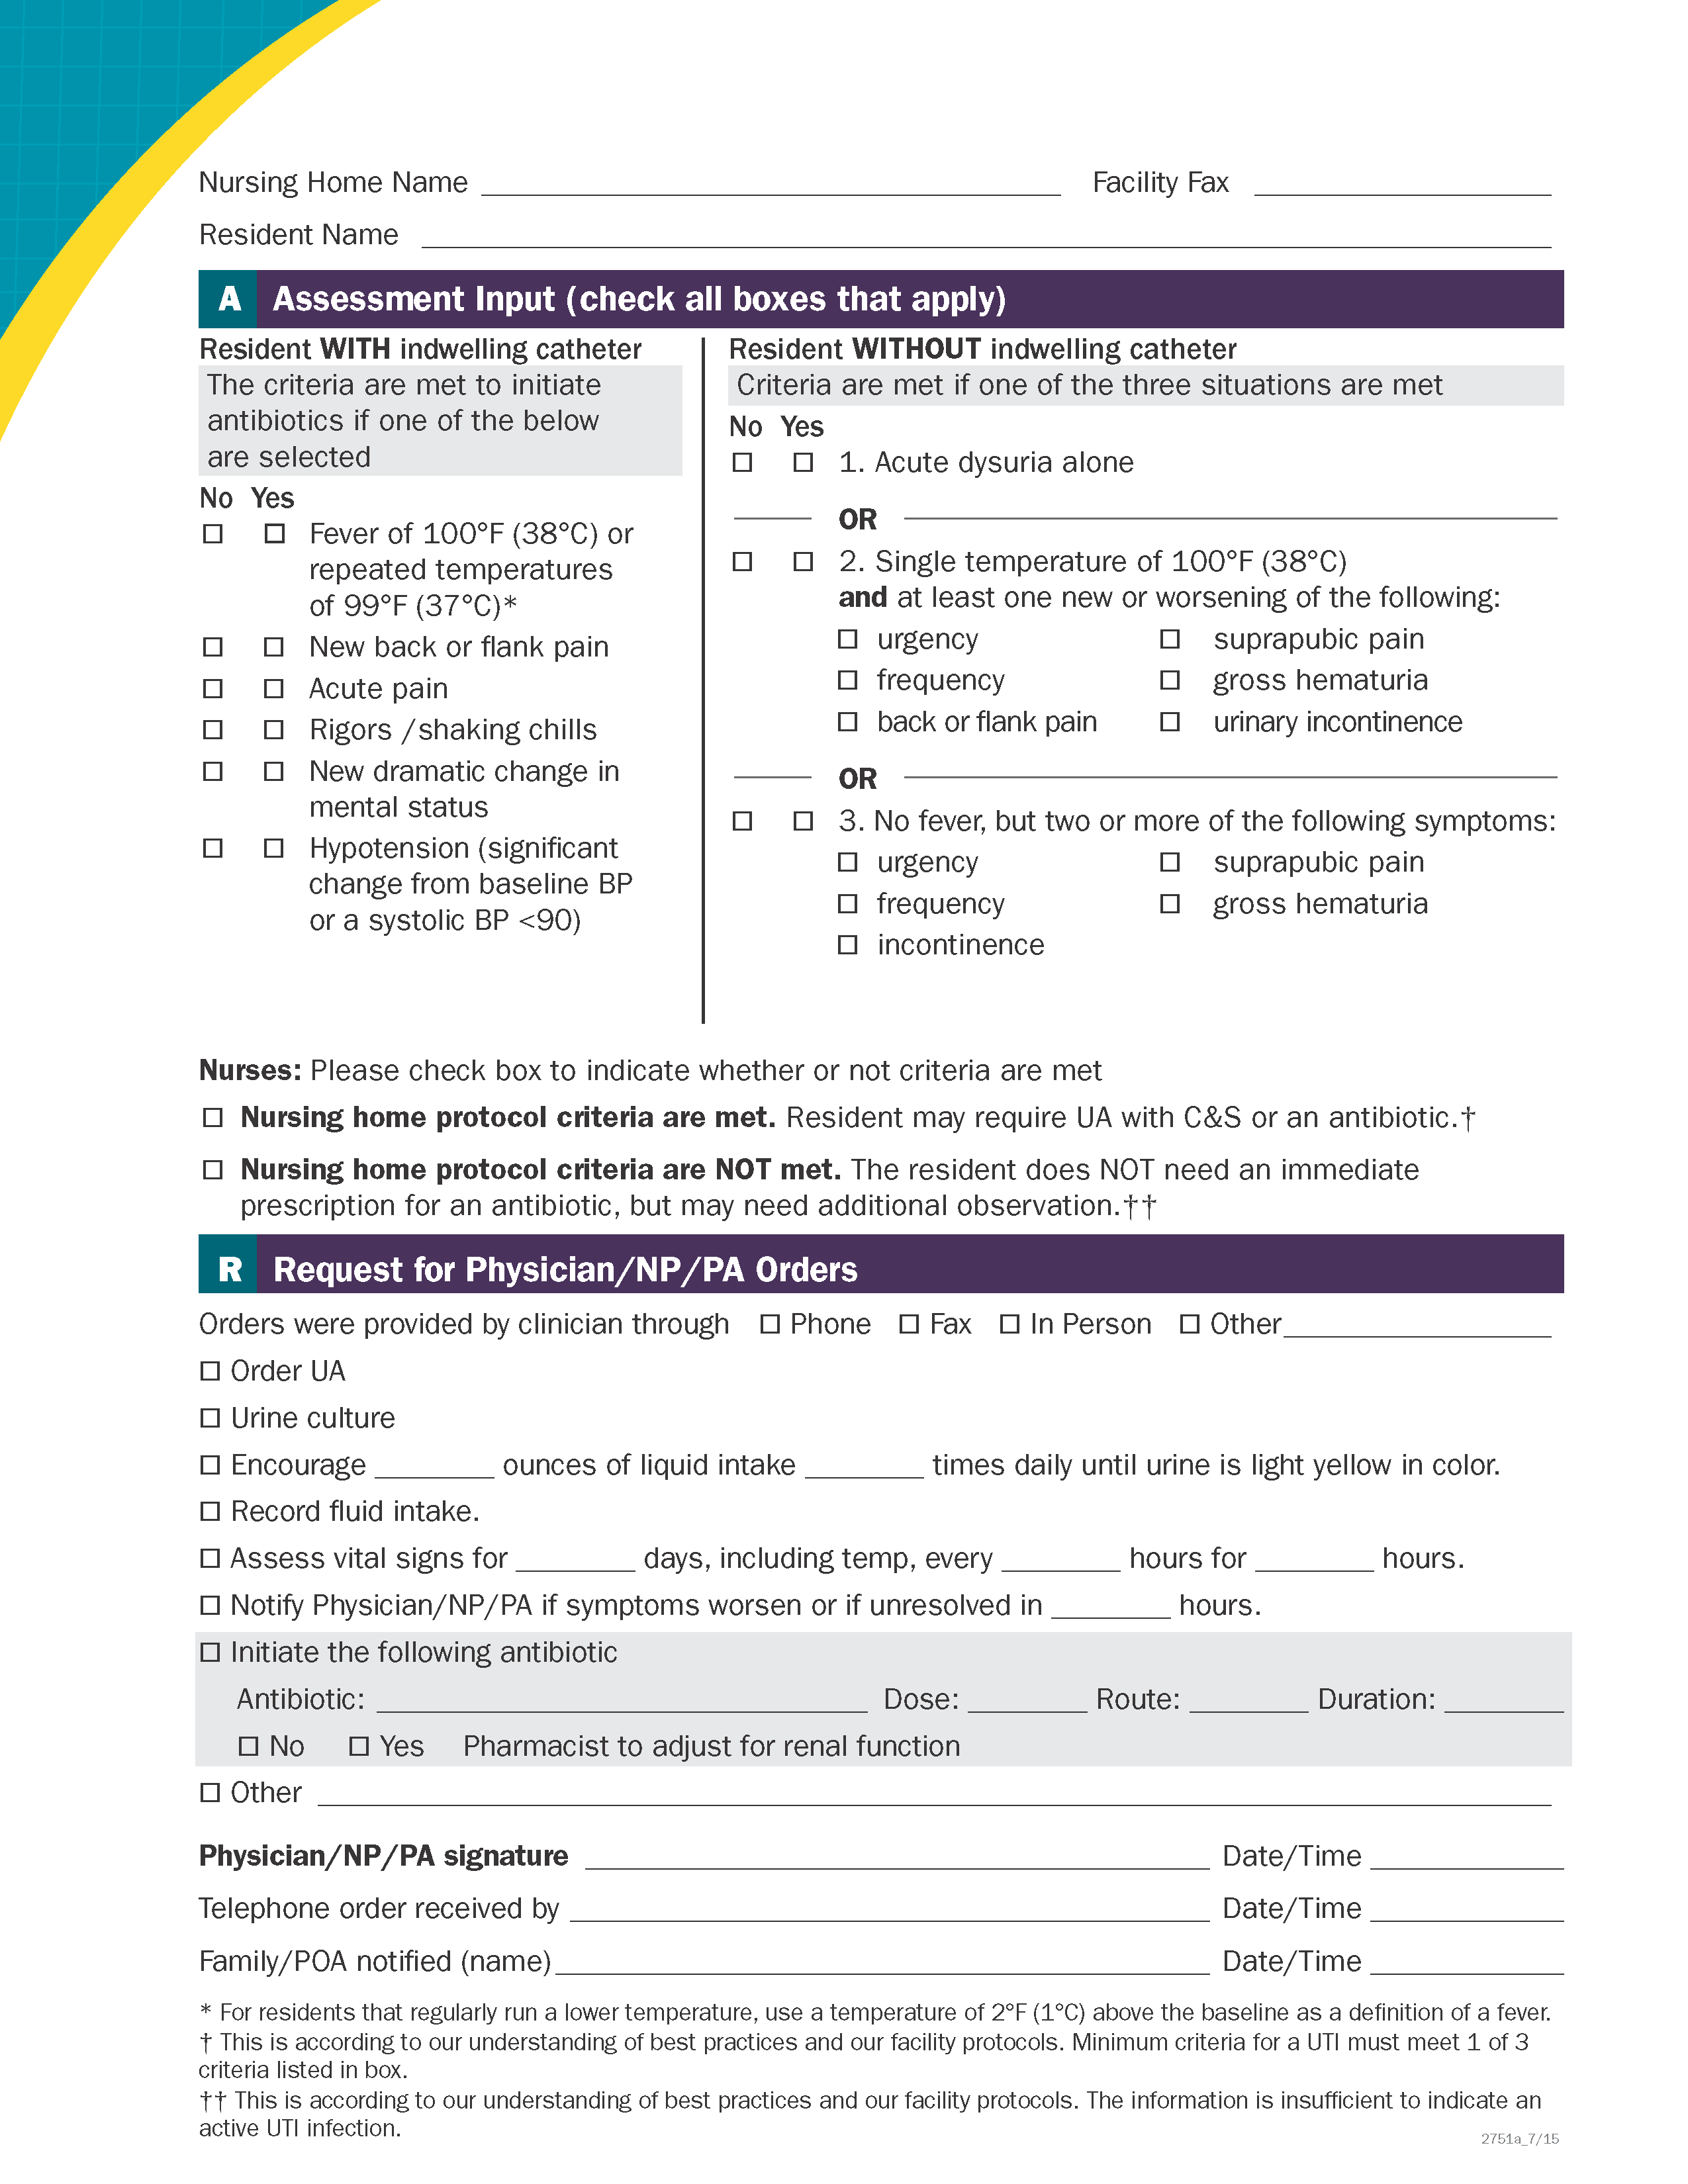 Nursing Home Name Facility Fax
Resident Name
A Assessment Input (check all boxes that apply)
Resident WITH indwelling catheter
The criteria are met to initiate
antibiotics if one of the below
are selected
No Yes
Fever of 100°F (38°C) or
repeated temperatures
of 99°F (37°C)*
New back or flank pain
Acute pain
Rigors /shaking chills
New dramatic change in
mental status
Hypotension (significant
change from baseline BP
or a systolic BP <90)
Resident WITHOUT indwelling catheter
Criteria are met if one of the three situations are met
No Yes
1. Acute dysuria alone
OR
2. Single temperature of 100°F (38°C)
and at least one new or worsening of the following:
urgency suprapubic pain
frequency gross hematuria
back or flank pain urinary incontinence
OR
3. No fever, but two or more of the following symptoms:
urgency suprapubic pain
frequency gross hematuria
incontinence
Nurses: Please check box to indicate whether or not criteria are met
Nursing home protocol criteria are met. Resident may require UA with C&S or an antibiotic.†
Nursing home protocol criteria are NOT met. The resident does NOT need an immediate
prescription for an antibiotic, but may need additional observation.††
R Request for Physician/NP/PA Orders
Orders were provided by clinician through Phone Fax In Person Other
Order UA
Urine culture
Encourage ounces of liquid intake times daily until urine is light yellow in color.
Record fluid intake.
Assess vital signs for days, including temp, every hours for hours.
Notify Physician/NP/PA if symptoms worsen or if unresolved in hours.
Initiate the following antibiotic
Antibiotic: Dose: Route: Duration:
No Yes Pharmacist to adjust for renal function
Other
Physician/NP/PA signature Date/Time
Telephone order received by Date/Time
Family/POA notified (name) Date/Time
* For residents that regularly run a lower temperature, use a temperature of 2°F (1°C) above the baseline as a definition of a fever.
† This is according to our understanding of best practices and our facility protocols. Minimum criteria for a UTI must meet 1 of 3
criteria listed in box.
†† This is according to our understanding of best practices and our facility protocols. The information is insufficient to indicate an
active UTI infection.
2751a_7/15